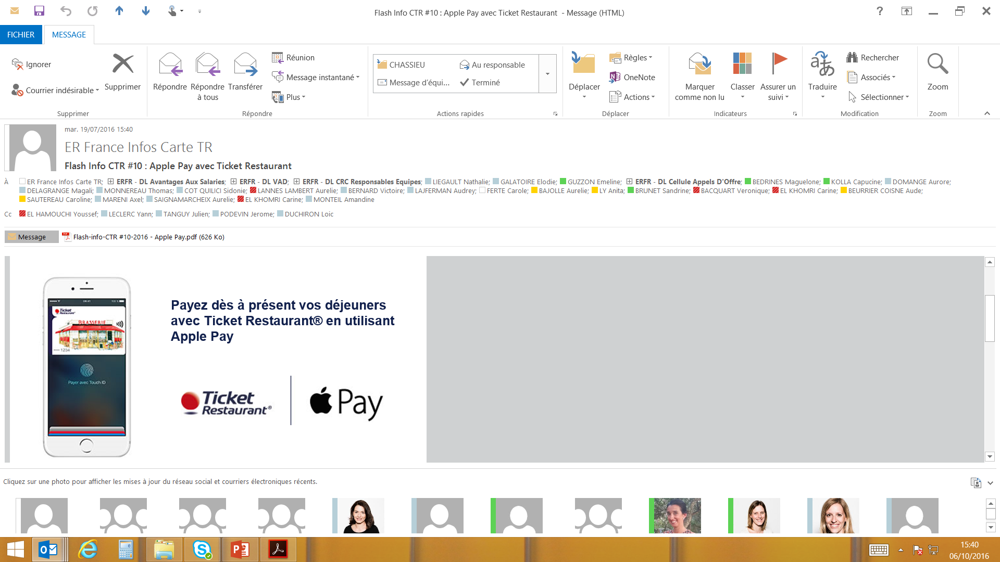 Flash Info CTR #10 : Apple Pay avec Ticket Restaurant - Message (HTML)
?
FICHIER MESSAGE
Ignorer
Courrier indésirable
Supprimer
Supprimer
Répondre
Répondre à tous
Transférer
Réunion
Message instantané
Plus
Répondre
CHASSIEU
Au responsable
Message d'équi...
Terminé
Actions rapides
Déplacer
Règles
OneNote
Actions
Déplacer
Marquer comme non lu
Classer
Assurer un suivi
Indicateurs
Traduire
Rechercher
Associés
Sélectionner
Modification
Zoom
Zoom
mar. 19/07/2016 15:40
ER France Infos Carte TR
Flash Info CTR #10 : Apple Pay avec Ticket Restaurant
À ER France Infos Carte TR; ERFR - DL Avantages Aux Salaries; ERFR - DL VAD; ERFR - DL CRC Responsables Equipes; LIEGAULT Nathalie; GALATOIRE Elodie; GUZZON Emeline; ERFR - DL Cellule Appels D'Offre; BEDRINES Maguelone; KOLLA Capucine; DOMANGE Aurore;
DELAGRANGE Magali; MONNEREAU Thomas; COT QUILICI Sidonie; LANNES LAMBERT Aurelie; BERNARD Victoire; LAJFERMAN Audrey; FERTE Carole; BAJOLLE Aurelie; LY Anita; BRUNET Sandrine; BACQUART Veronique; EL KHOMRI Carine; BEURRIER COISNE Aude;
SAUTEREAU Caroline; MARENI Axel; SAIGNAMARCHEIX Aurelie; EL KHOMRI Carine; MONTEIL Amandine
Cc EL HAMOUCHI Youssef; LECLERC Yann; TANGUY Julien; PODEVIN Jerome; DUCHIRON Loic
Message Flash-info-CTR #10-2016 - Apple Pay.pdf (626 Ko)
09:41
Ticket
Restaurant
BRASSERIE
•••• 1234
Payer avec Touch ID
Payez dès à présent vos déjeuners
avec Ticket Restaurant® en utilisant
Apple Pay
Ticket
Restaurant®
Pay
Cliquez sur une photo pour afficher les mises à jour du réseau social et courriers électroniques récents.
15:40
06/10/2016